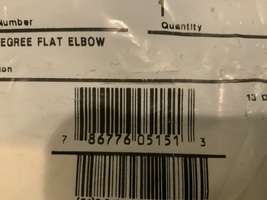 1
Number
Quantity
EGREE FLAT ELBOW
ion
13 D
7 86776 05151 3